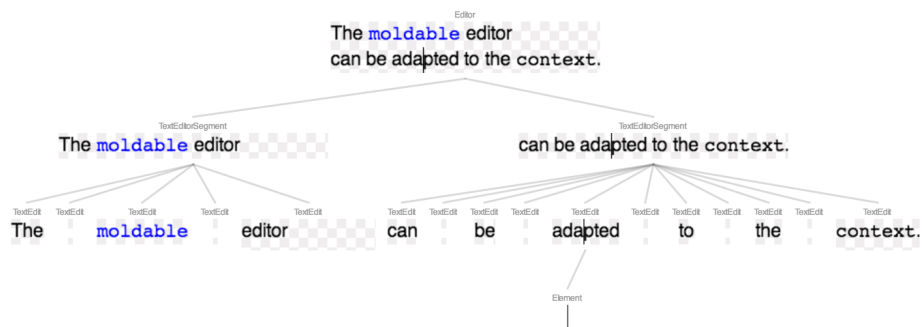 Editor
The moldable editor
can be adapted to the context.
TextEditorSegment TextEditorSegment
The moldable editor can be adapted to the context.
TextEdit TextEdit TextEdit TextEdit TextEdit TextEdit TextEdit TextEdit TextEdit TextEdit TextEdit TextEdit TextEdit TextEdit TextEdit TextEdit
The moldable editor can be adapted to the context.
Element